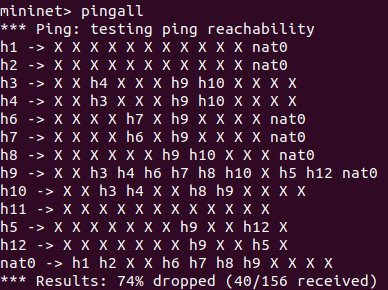 mininet> pingall
*** Ping: testing ping reachability
h1 -> X X X X X X X X X X X nat0
h2 -> X X X X X X X X X X X nat0
h3 -> X X h4 X X X h9 h10 X X X X
h4 -> X X h3 X X X h9 h10 X X X X
h6 -> X X X X h7 X h9 X X X X nat0
h7 -> X X X X h6 X h9 X X X X nat0
h8 -> X X X X X X h9 h10 X X X nat0
h9 -> X X h3 h4 h6 h7 h8 h10 X h5 h12 nat0
h10 -> X X h3 h4 X X h8 h9 X X X X
h11 -> X X X X X X X X X X X X
h5 -> X X X X X X X h9 X X h12 X
h12 -> X X X X X X X h9 X X h5 X
nat0 -> h1 h2 X X h6 h7 h8 h9 X X X X
*** Results: 74% dropped (40/156 received)